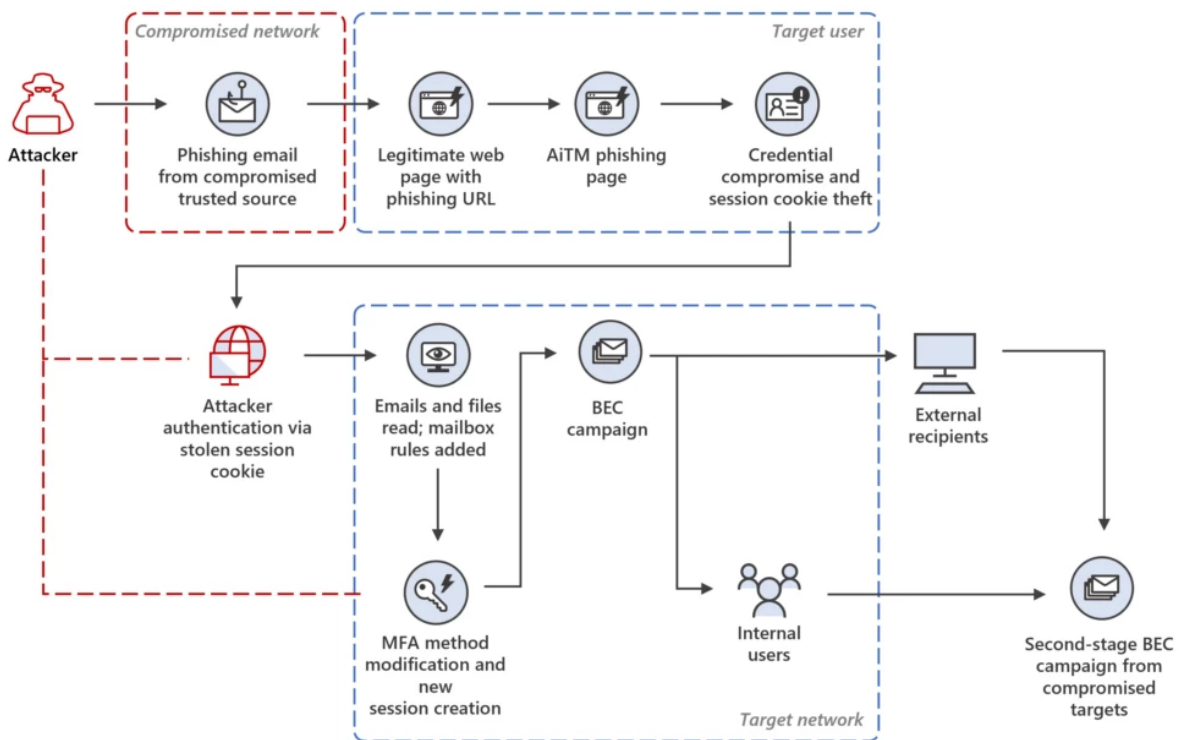 Compromised network
Target user
Attacker
Phishing email
from compromised
trusted source
Legitimate web
page with
phishing URL
AiTM phishing
page
Credential
compromise and
session cookie theft
Attacker
authentication via
stolen session
cookie
Emails and files
read; mailbox
rules added
BEC
campaign
External
recipients
MFA method
modification and
new
session creation
Internal
users
Second-stage BEC
campaign from
compromised
targets
Target network